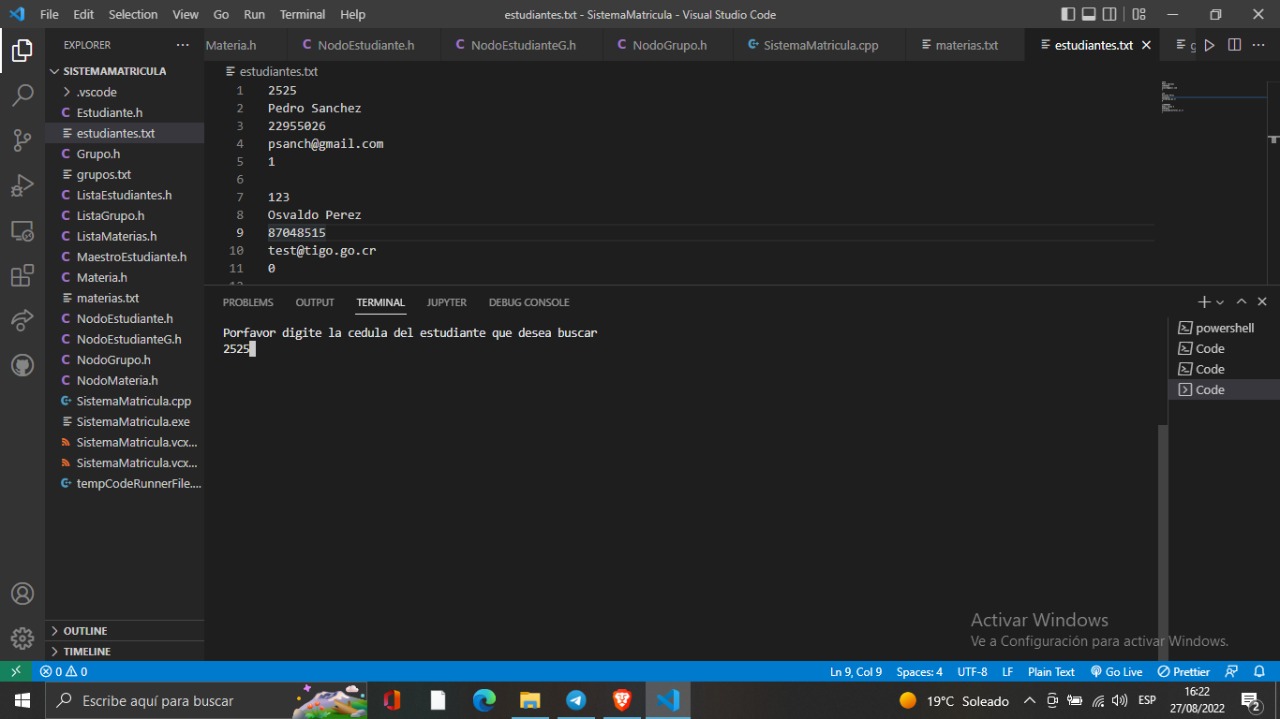 File Edit Selection View Go Run Terminal Help
estudiantes.txt - SistemaMatricula - Visual Studio Code
EXPLORER
SISTEMAMATRICULA
.vscode
Estudiante.h
estudiantes.txt
Grupo.h
grupos.txt
ListaEstudiantes.h
ListaGrupo.h
ListaMaterias.h
MaestroEstudiante.h
Materia.h
materias.txt
NodoEstudiante.h
NodoEstudianteG.h
NodoGrupo.h
NodoMateria.h
SistemaMatricula.cpp
SistemaMatricula.exe
SistemaMatricula.vcx...
SistemaMatricula.vcx...
tempCodeRunnerFile....
OUTLINE
TIMELINE
Materia.h NodoEstudiante.h NodoEstudianteG.h NodoGrupo.h SistemaMatricula.cpp materias.txt estudiantes.txt g
estudiantes.txt
1 2525
2 Pedro Sanchez
3 22955026
4 psanch@gmail.com
5 1
6
7 123
8 Osvaldo Perez
9 87048515
10 test@tigo.go.cr
11 0
PROBLEMS OUTPUT TERMINAL JUPYTER DEBUG CONSOLE
Porfavor digite la cedula del estudiante que desea buscar
2525
powershell
Code
Code
Code
Activar Windows
Ve a Configuración para activar Windows.
0 0
Ln 9, Col 9 Spaces: 4 UTF-8 LF Plain Text Go Live Prettier
Escribe aquí para buscar
19°C Soleado
ESP
16:22
27/08/2022
2